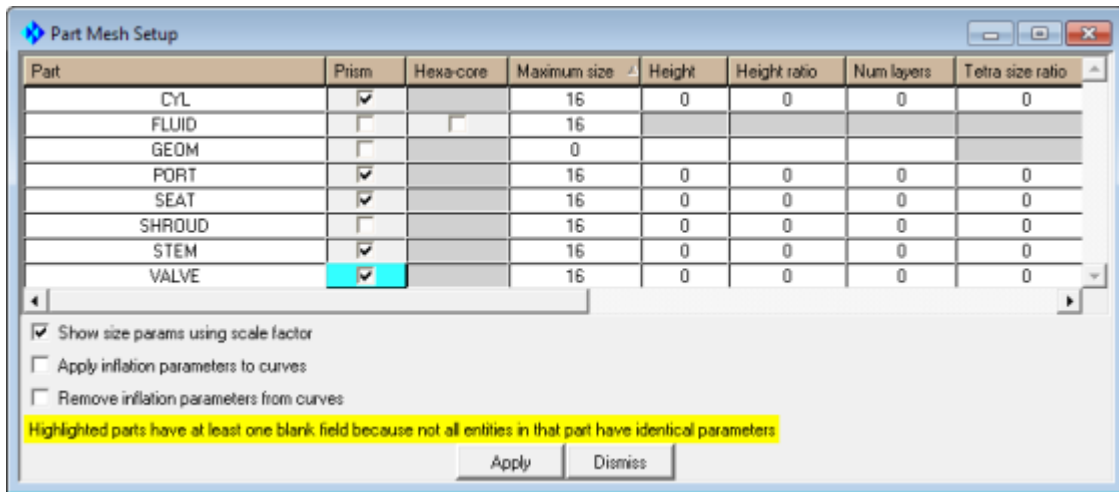 Part Mesh Setup
Part Prism Hexa-core Maximum size Height Height ratio Num layers Tetra size ratio
CYL 16 0 0 0 0
FLUID 16
GEOM 0
PORT 16 0 0 0 0
SEAT 16 0 0 0 0
SHROUD 16 0 0 0 0
STEM 16 0 0 0 0
VALVE 16 0 0 0 0
Show size params using scale factor
Apply inflation parameters to curves
Remove inflation parameters from curves
Highlighted parts have at least one blank field because not all entities in that part have identical parameters
Apply Dismiss